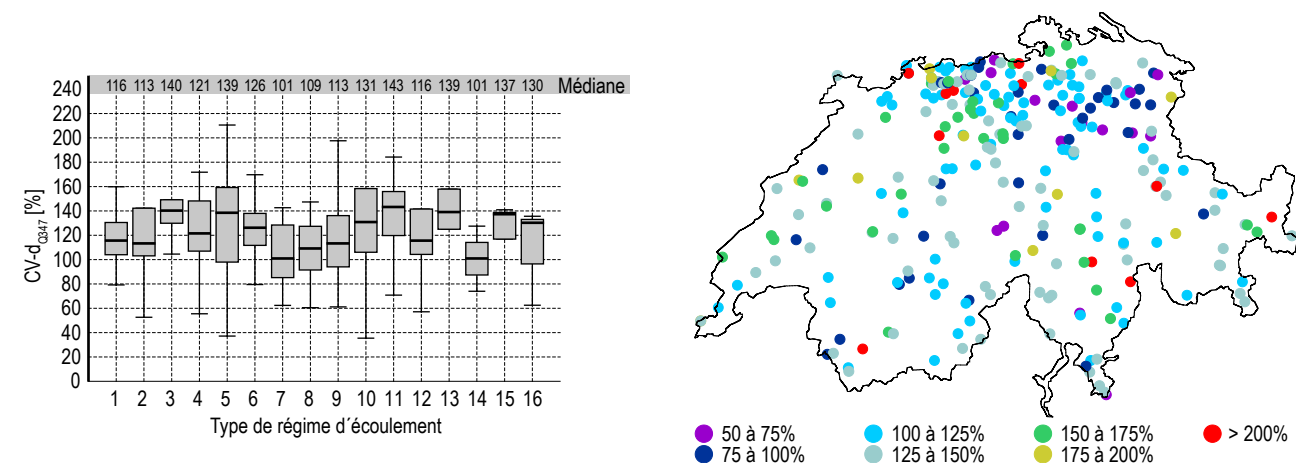 116 113 140 121 139 126 101 109 113 131 143 116 139 101 137 130 Médiane
240
220
200
180
160
140
120
100
80
60
40
20
0
CV-d_Q347 [%]
1 2 3 4 5 6 7 8 9 10 11 12 13 14 15 16
Type de régime d´écoulement
50 à 75%
100 à 125%
150 à 175%
> 200%
75 à 100%
125 à 150%
175 à 200%